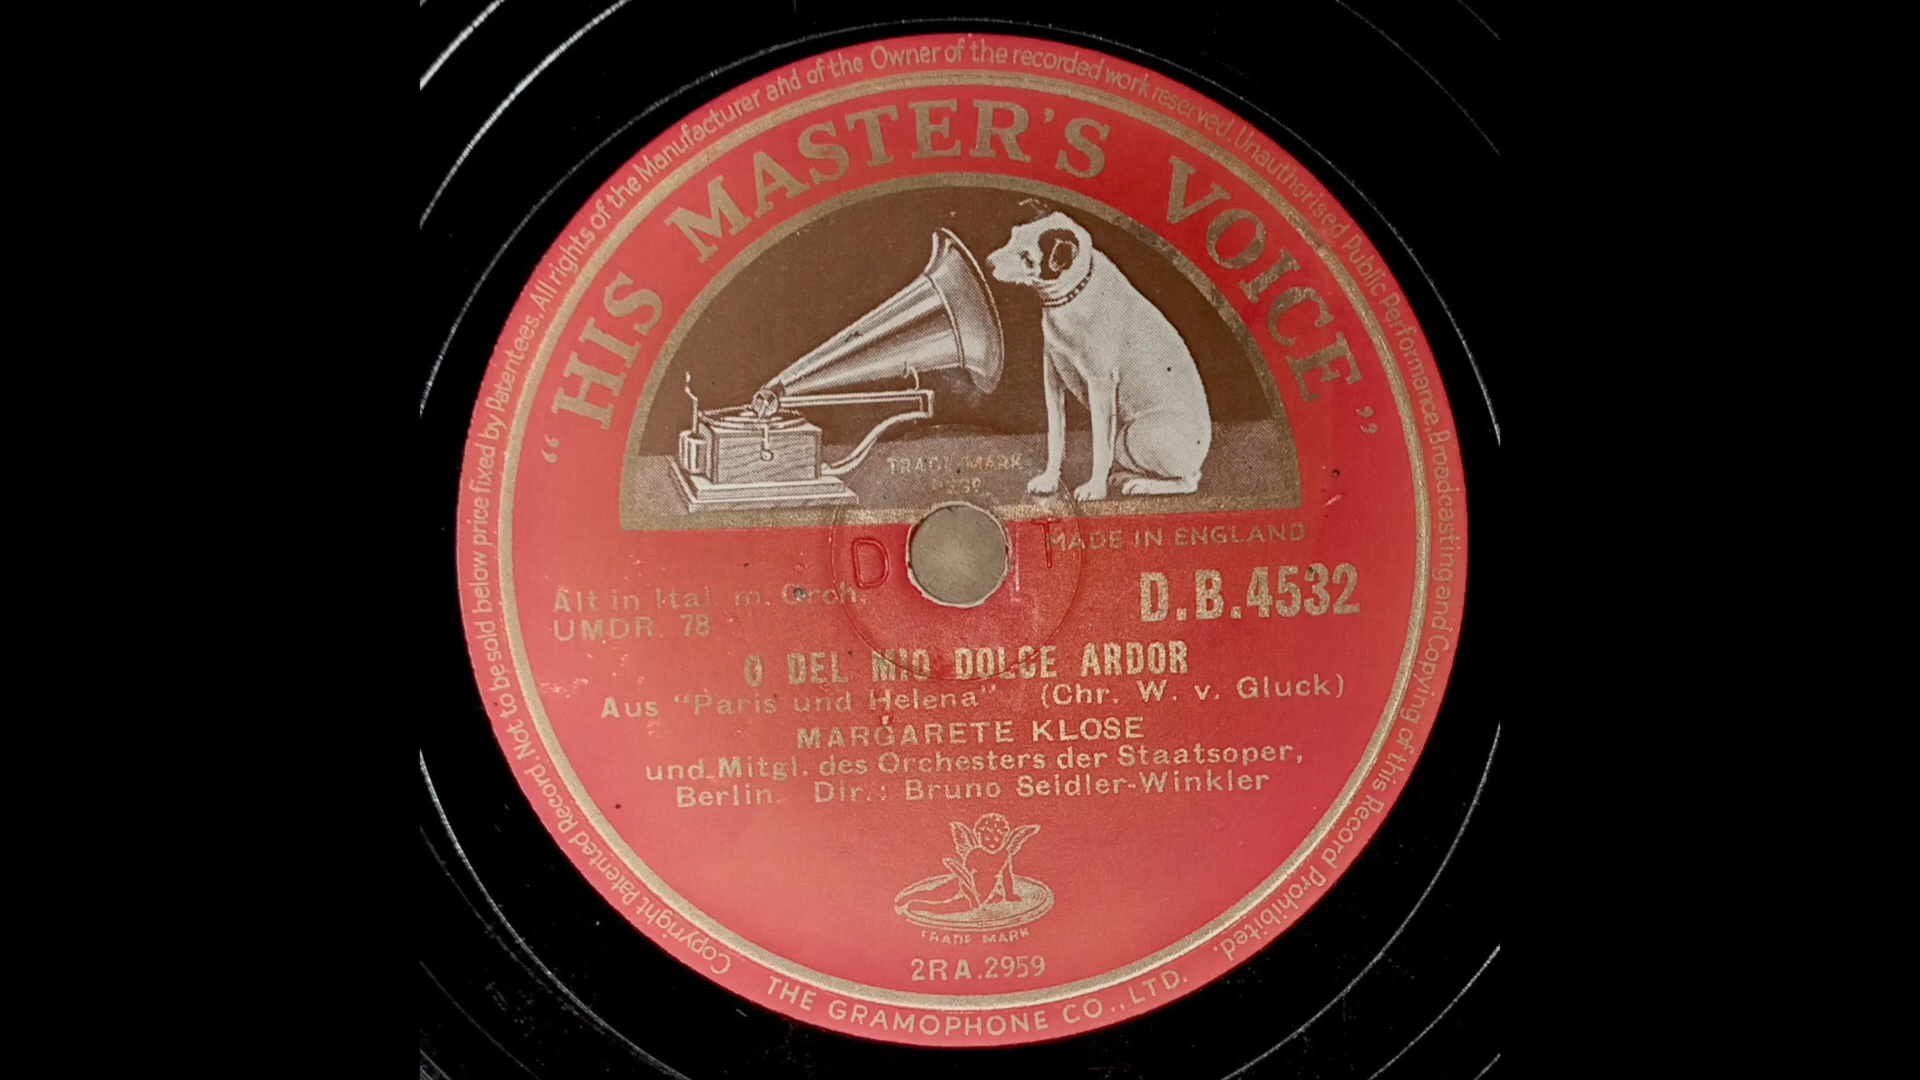 Copyright Patented Record. Not to be sold below price fixed by Patentees. All rights of the Manufacturer and of the Owner of the recorded work reserved. Unauthorised Public Performance, Broadcasting and Copying of this Record Prohibited.
“HIS MASTER'S VOICE”
TRADE MARK
D T
MADE IN ENGLAND
Alt in Ital. m. Orch.
D.B.4532
UMDR. 78
O DEL MIO DOLCE ARDOR
Aus “Paris und Helena” (Chr. W. v. Gluck)
MARGARETE KLOSE
und Mitgl. des Orchesters der Staatsoper,
Berlin. Dir.: Bruno Seidler-Winkler
TRADE MARK
2RA.2959
THE GRAMOPHONE CO., LTD.